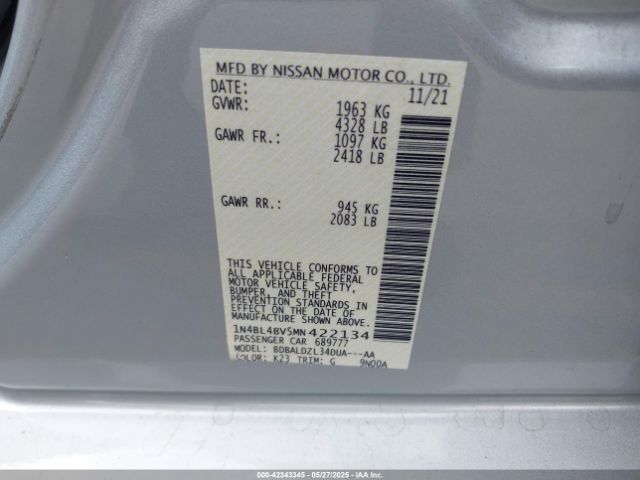 MFD BY NISSAN MOTOR CO., LTD.
DATE: 11/21
GVWR: 1963 KG
4328 LB
GAWR FR.: 1097 KG
2418 LB
GAWR RR.: 945 KG
2083 LB
THIS VEHICLE CONFORMS TO
ALL APPLICABLE FEDERAL
MOTOR VEHICLE SAFETY,
BUMPER, AND THEFT
PREVENTION STANDARDS IN
EFFECT ON THE DATE OF
MANUFACTURE SHOWN ABOVE.
1N4BL4BV5MN422134
PASSENGER CAR 689777
MODEL: BDBALDZL34DUA---AA
COLOR: K23 TRIM: G 9N00A
000-42343345 - 05/27/2025 - IAAI.COM